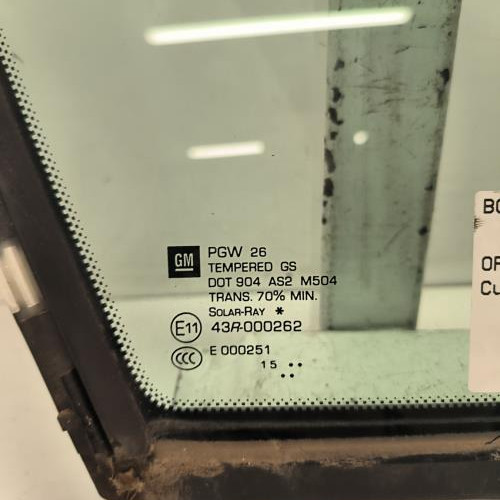 GM
PGW 26
TEMPERED GS
DOT 904 AS2 M504
TRANS. 70% MIN.
SOLAR-RAY *
E11 43R-000262
CCC E 000251
15